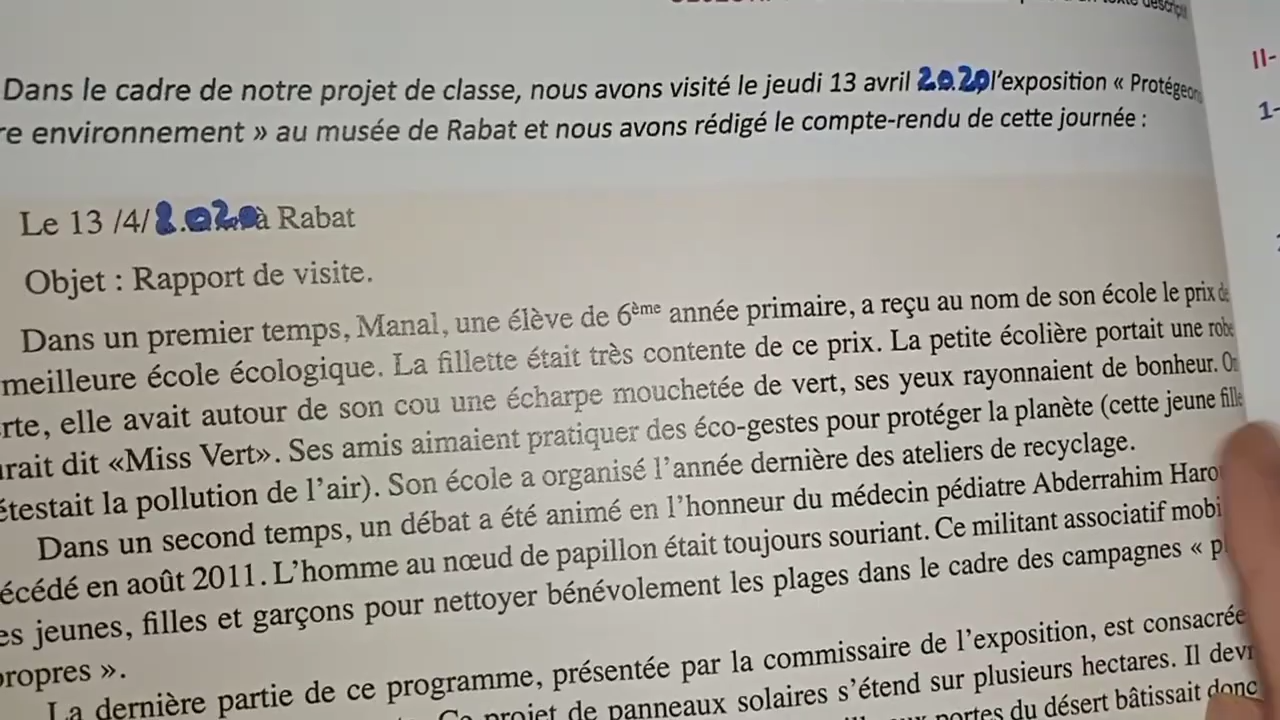 texte descriptif
Dans le cadre de notre projet de classe, nous avons visité le jeudi 13 avril 2020 l'exposition « Protégeons
re environnement » au musée de Rabat et nous avons rédigé le compte-rendu de cette journée :
II-
1-
Le 13 /4/2020 à Rabat
Objet : Rapport de visite.
Dans un premier temps, Manal, une élève de 6ème année primaire, a reçu au nom de son école le prix de
meilleure école écologique. La fillette était très contente de ce prix. La petite écolière portait une robe
rte, elle avait autour de son cou une écharpe mouchetée de vert, ses yeux rayonnaient de bonheur. On
urait dit «Miss Vert». Ses amis aimaient pratiquer des éco-gestes pour protéger la planète (cette jeune fille
étestait la pollution de l'air). Son école a organisé l'année dernière des ateliers de recyclage.
Dans un second temps, un débat a été animé en l'honneur du médecin pédiatre Abderrahim Haro
écédé en août 2011. L'homme au nœud de papillon était toujours souriant. Ce militant associatif mobi
es jeunes, filles et garçons pour nettoyer bénévolement les plages dans le cadre des campagnes « p
propres ».
La dernière partie de ce programme, présentée par la commissaire de l'exposition, est consacrée
Ce projet de panneaux solaires s'étend sur plusieurs hectares. Il devr
portes du désert bâtissait donc